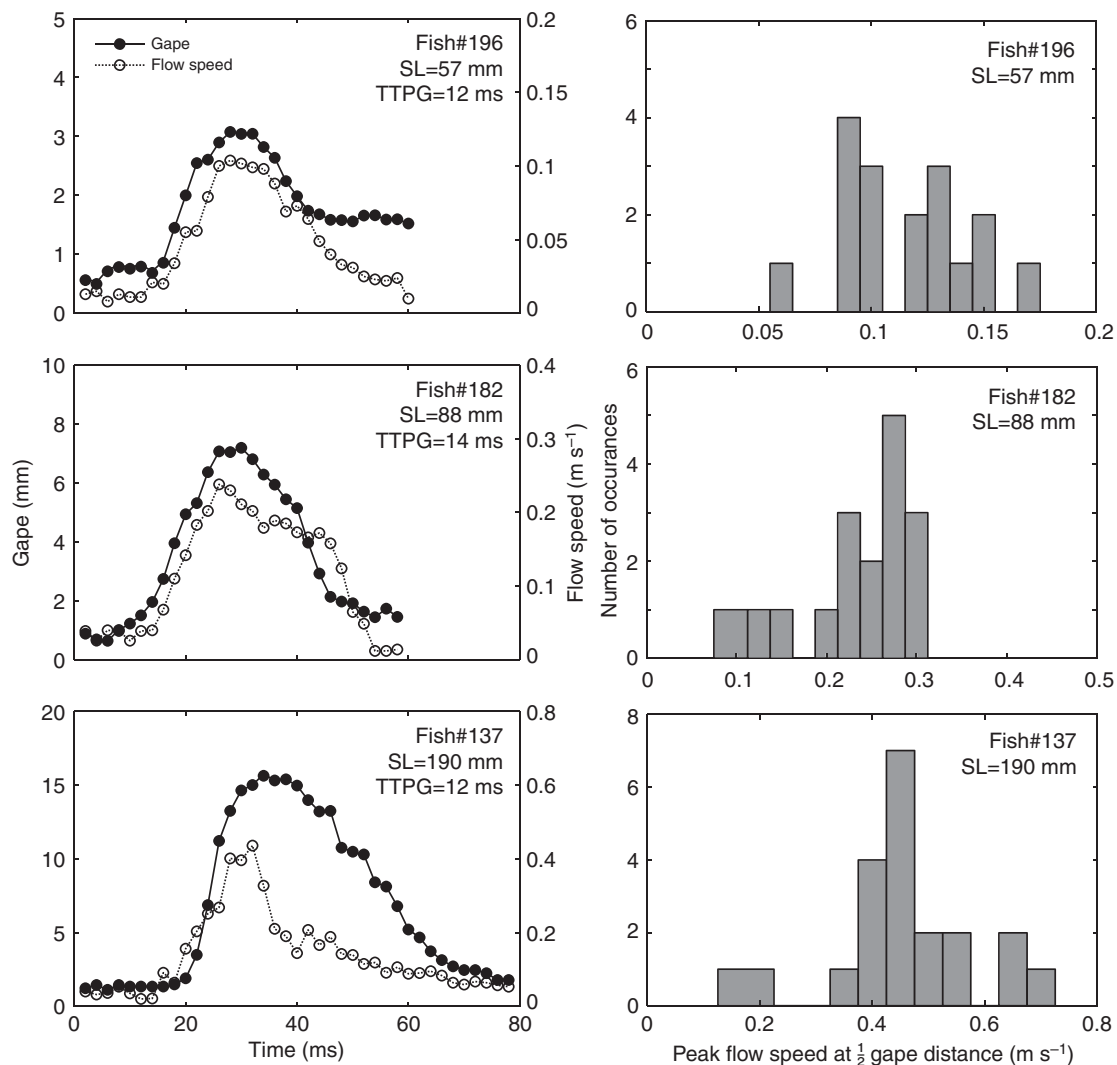 5
4
3
2
1
0
Gape
Flow speed
Fish#196
SL=57 mm
TTPG=12 ms
0.2
0.15
0.1
0.05
0
6
4
2
0
Fish#196
SL=57 mm
0 0.05 0.1 0.15 0.2
10
8
6
4
2
0
Gape (mm)
Fish#182
SL=88 mm
TTPG=14 ms
0.4
0.3
0.2
0.1
0
Flow speed (m s–1)
Number of occurances
6
4
2
0
Fish#182
SL=88 mm
0 0.1 0.2 0.3 0.4 0.5
20
15
10
5
0
Fish#137
SL=190 mm
TTPG=12 ms
0.8
0.6
0.4
0.2
0
0 20 40 60 80
Time (ms)
8
6
4
2
0
Fish#137
SL=190 mm
0 0.2 0.4 0.6 0.8
Peak flow speed at 1/2 gape distance (m s–1)